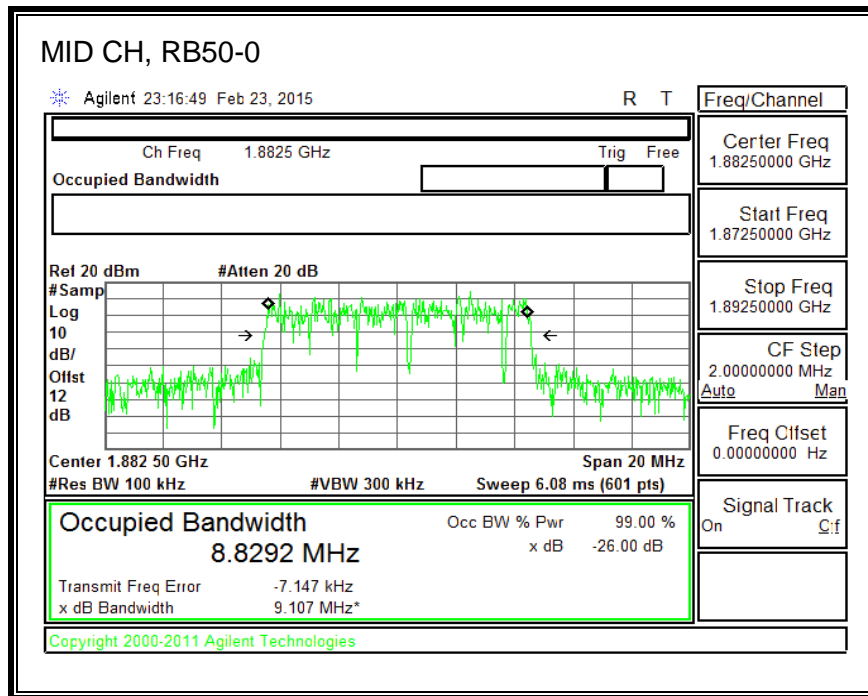 MID CH, RB50-0
Agilent 23:16:49 Feb 23, 2015 R T
Freq/Channel
Ch Freq 1.8825 GHz Trig Free
Occupied Bandwidth
Center Freq
1.88250000 GHz
Start Freq
1.87250000 GHz
Stop Freq
1.89250000 GHz
CF Step
2.00000000 MHz
Auto Man
Freq Offset
0.00000000 Hz
Signal Track
On Off
Ref 20 dBm #Atten 20 dB
#Samp
Log
10
dB/
Offst
12
dB
Center 1.882 50 GHz Span 20 MHz
#Res BW 100 kHz #VBW 300 kHz Sweep 6.08 ms (601 pts)
Occupied Bandwidth Occ BW % Pwr 99.00 %
8.8292 MHz x dB -26.00 dB
Transmit Freq Error -7.147 kHz
x dB Bandwidth 9.107 MHz*
Copyright 2000-2011 Agilent Technologies